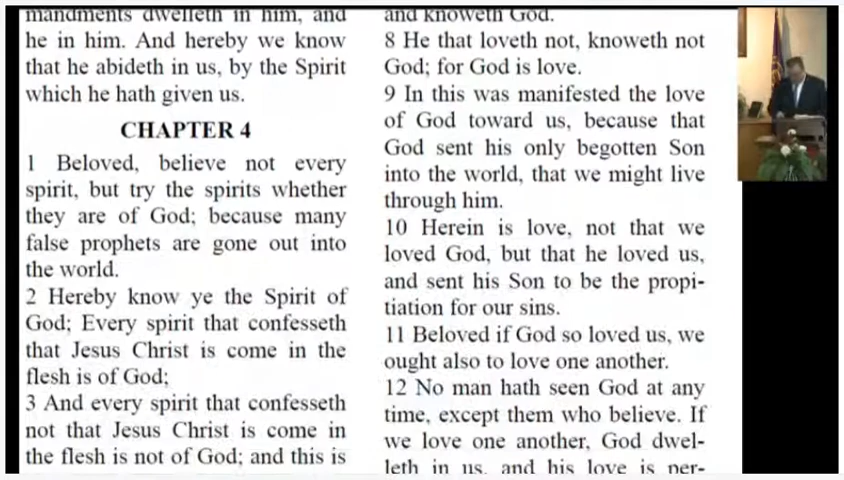 mandments dwelleth in him, and
he in him. And hereby we know
that he abideth in us, by the Spirit
which he hath given us.
CHAPTER 4
1 Beloved, believe not every
spirit, but try the spirits whether
they are of God; because many
false prophets are gone out into
the world.
2 Hereby know ye the Spirit of
God; Every spirit that confesseth
that Jesus Christ is come in the
flesh is of God;
3 And every spirit that confesseth
not that Jesus Christ is come in
the flesh is not of God; and this is
and knoweth God.
8 He that loveth not, knoweth not
God; for God is love.
9 In this was manifested the love
of God toward us, because that
God sent his only begotten Son
into the world, that we might live
through him.
10 Herein is love, not that we
loved God, but that he loved us,
and sent his Son to be the propi-
tiation for our sins.
11 Beloved if God so loved us, we
ought also to love one another.
12 No man hath seen God at any
time, except them who believe. If
we love one another, God dwel-
leth in us, and his love is per-